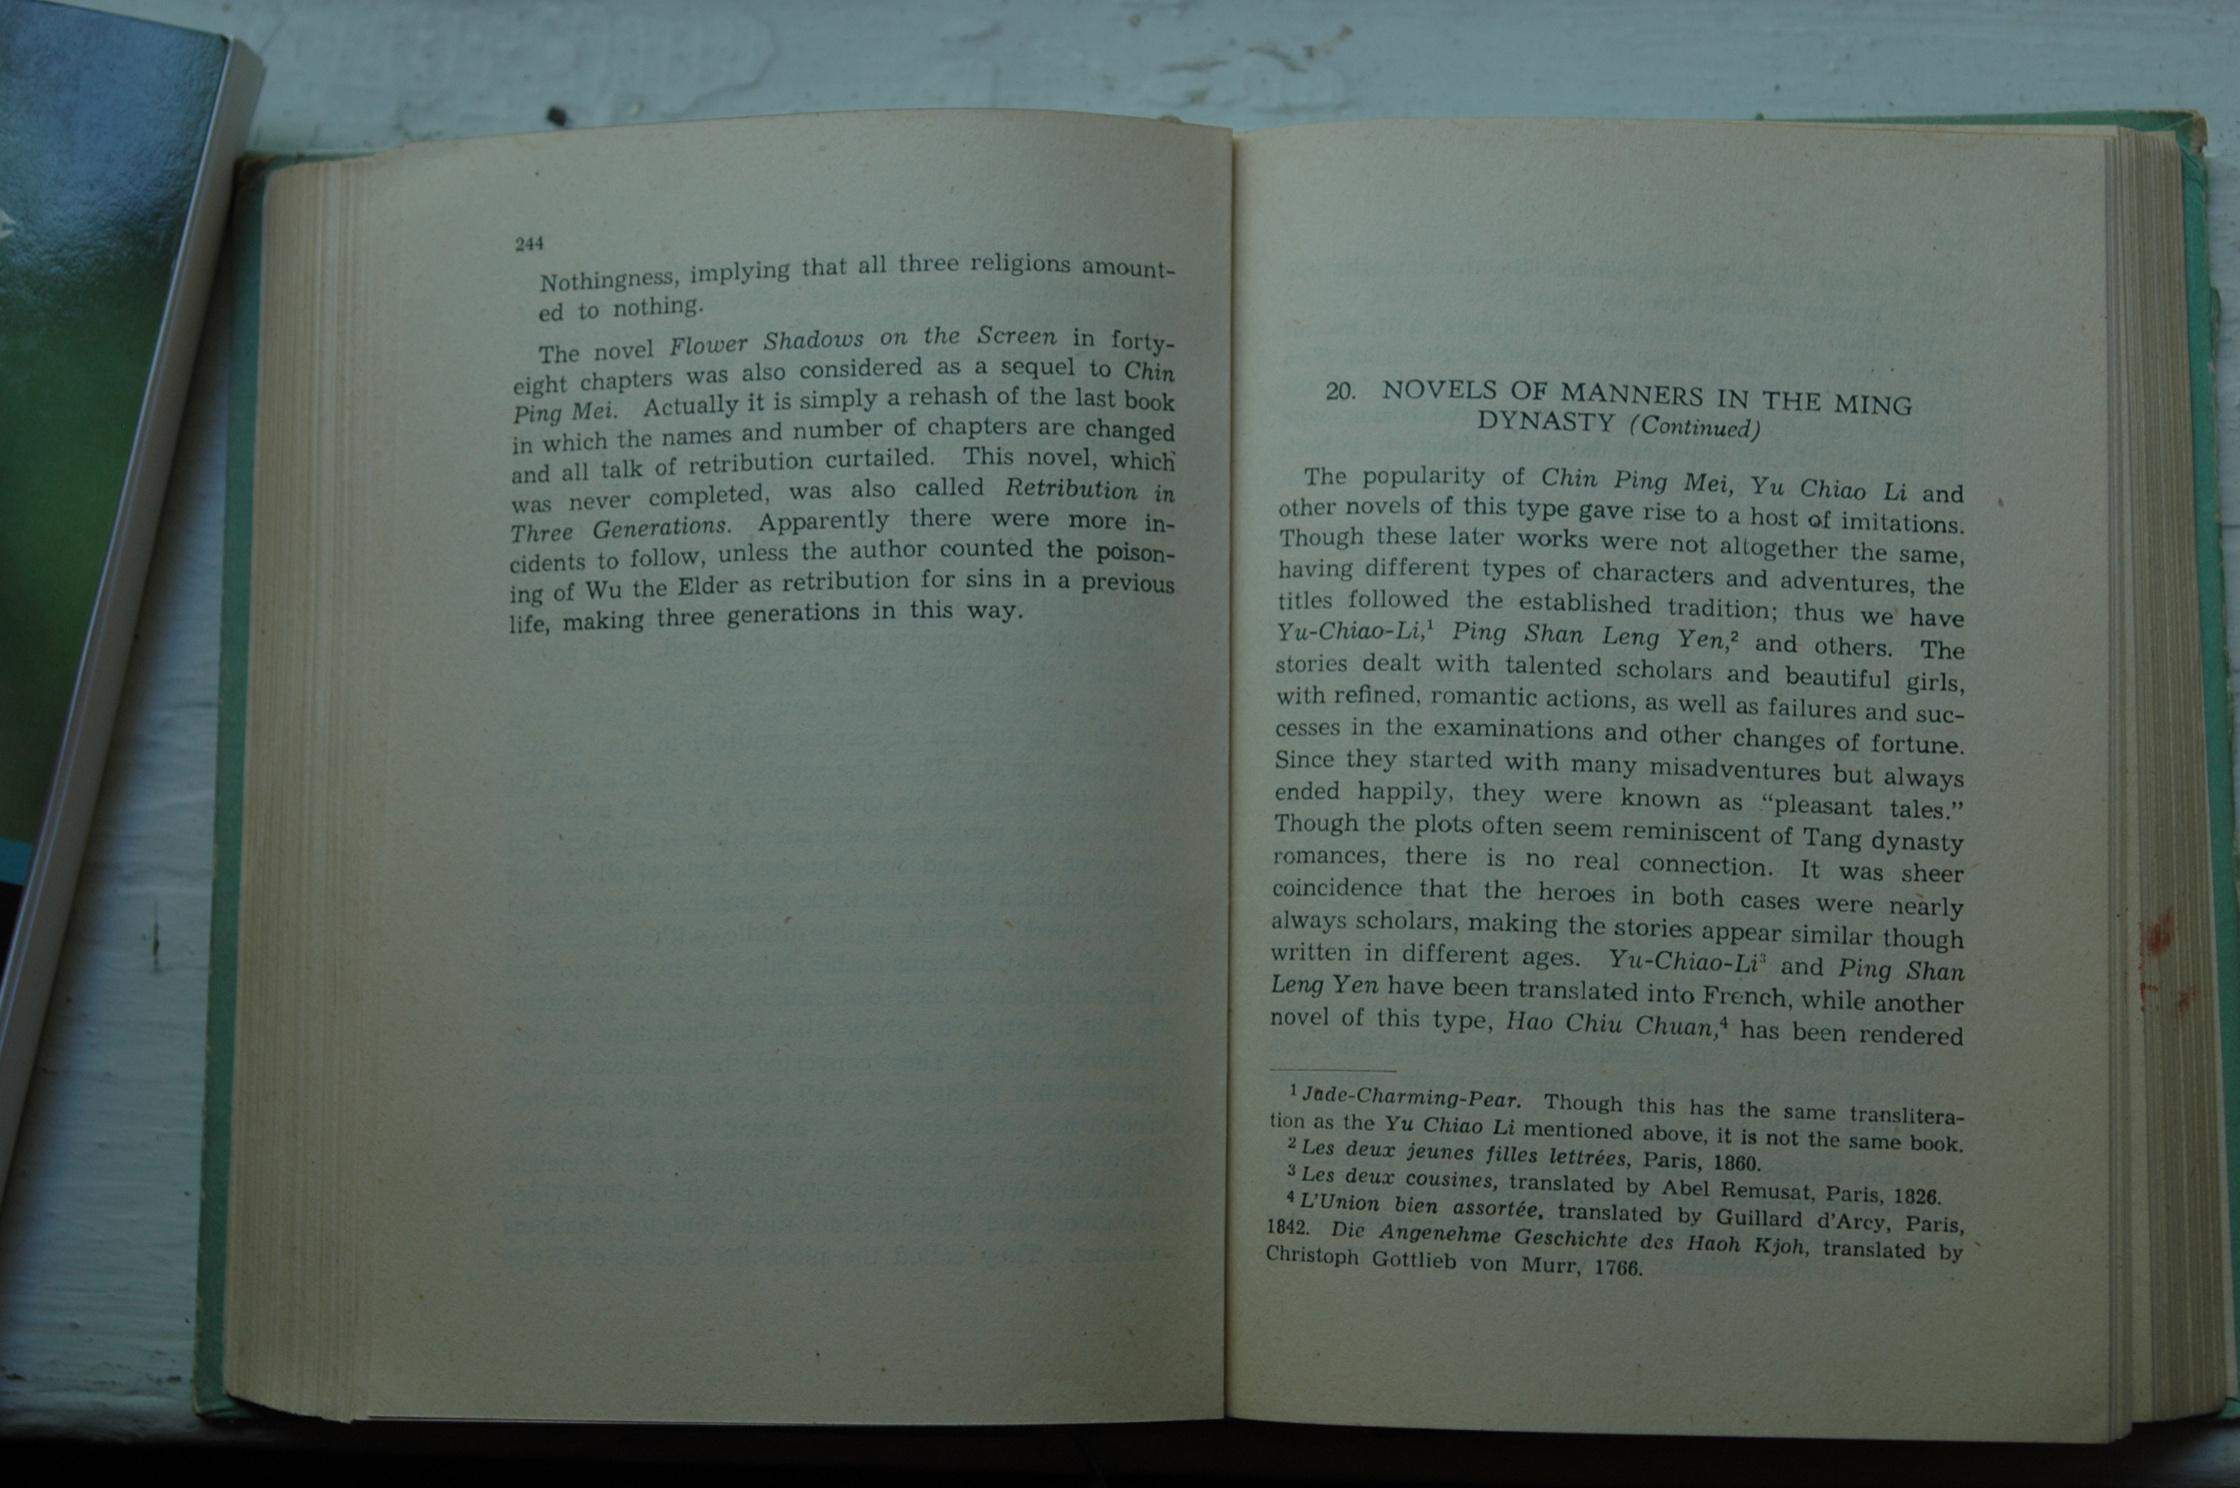 244
Nothingness, implying that all three religions amount-
ed to nothing.
The novel Flower Shadows on the Screen in forty-
eight chapters was also considered as a sequel to Chin
Ping Mei. Actually it is simply a rehash of the last book
in which the names and number of chapters are changed
and all talk of retribution curtailed. This novel, which
was never completed, was also called Retribution in
Three Generations. Apparently there were more in-
cidents to follow, unless the author counted the poison-
ing of Wu the Elder as retribution for sins in a previous
life, making three generations in this way.
20. NOVELS OF MANNERS IN THE MING
DYNASTY (Continued)
The popularity of Chin Ping Mei, Yu Chiao Li and
other novels of this type gave rise to a host of imitations.
Though these later works were not altogether the same,
having different types of characters and adventures, the
titles followed the established tradition; thus we have
Yu-Chiao-Li,¹ Ping Shan Leng Yen,² and others. The
stories dealt with talented scholars and beautiful girls,
with refined, romantic actions, as well as failures and suc-
cesses in the examinations and other changes of fortune.
Since they started with many misadventures but always
ended happily, they were known as “pleasant tales.”
Though the plots often seem reminiscent of Tang dynasty
romances, there is no real connection. It was sheer
coincidence that the heroes in both cases were nearly
always scholars, making the stories appear similar though
written in different ages. Yu-Chiao-Li³ and Ping Shan
Leng Yen have been translated into French, while another
novel of this type, Hao Chiu Chuan,⁴ has been rendered
¹ Jade-Charming-Pear. Though this has the same translitera-
tion as the Yu Chiao Li mentioned above, it is not the same book.
² Les deux jeunes filles lettrées, Paris, 1860.
³ Les deux cousines, translated by Abel Remusat, Paris, 1826.
⁴ L'Union bien assortée, translated by Guillard d'Arcy, Paris,
1842. Die Angenehme Geschichte des Haoh Kjoh, translated by
Christoph Gottlieb von Murr, 1766.